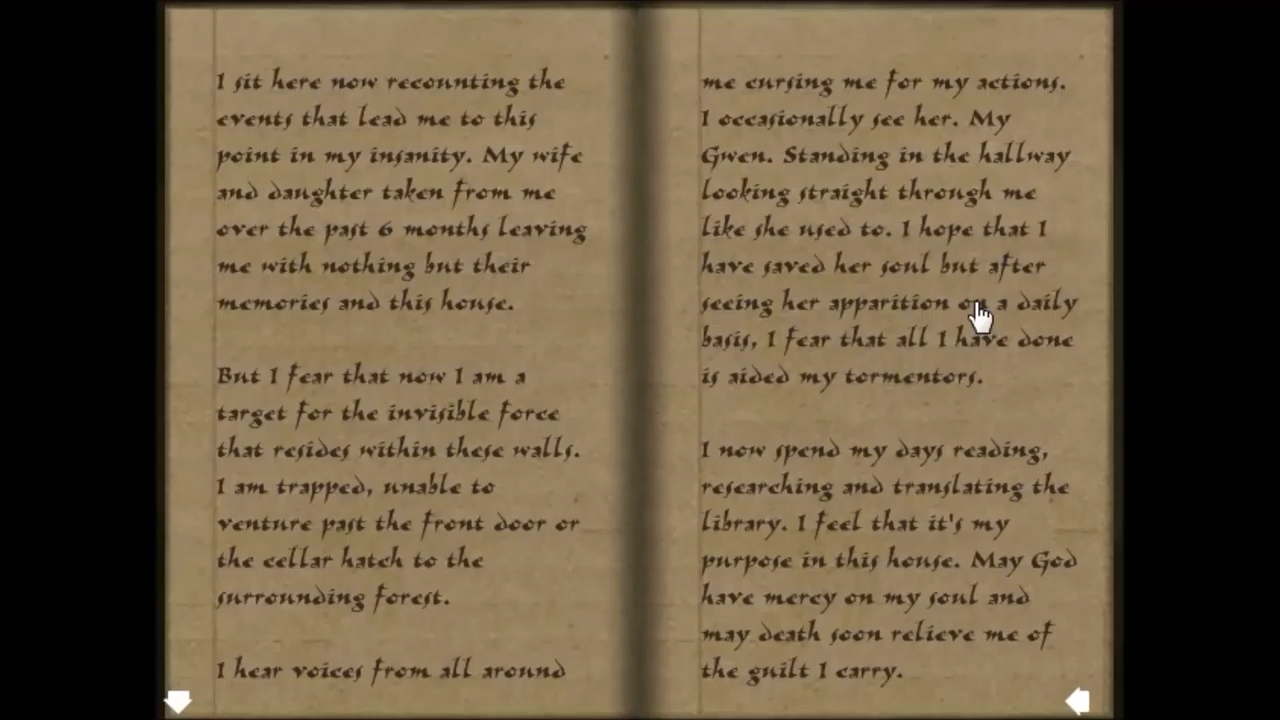 I sit here now recounting the
events that lead me to this
point in my insanity. My wife
and daughter taken from me
over the past 6 months leaving
me with nothing but their
memories and this house.
But I fear that now I am a
target for the invisible force
that resides within these walls.
I am trapped, unable to
venture past the front door or
the cellar hatch to the
surrounding forest.
I hear voices from all around
me cursing me for my actions.
I occasionally see her. My
Gwen. Standing in the hallway
looking straight through me
like she used to. I hope that I
have saved her soul but after
seeing her apparition on a daily
basis, I fear that all I have done
is aided my tormentors.
I now spend my days reading,
researching and translating the
library. I feel that it's my
purpose in this house. May God
have mercy on my soul and
may death soon relieve me of
the guilt I carry.